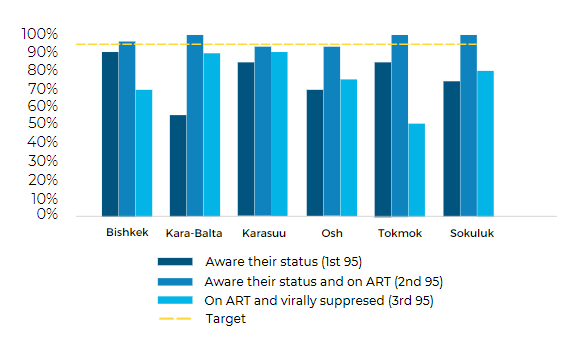 100%
90%
80%
70%
60%
50%
40%
30%
20%
10%
0%
Bishkek Kara-Balta Karasuu Osh Tokmok Sokuluk
Aware their status (1st 95)
Aware their status and on ART (2nd 95)
On ART and virally suppresed (3rd 95)
Target